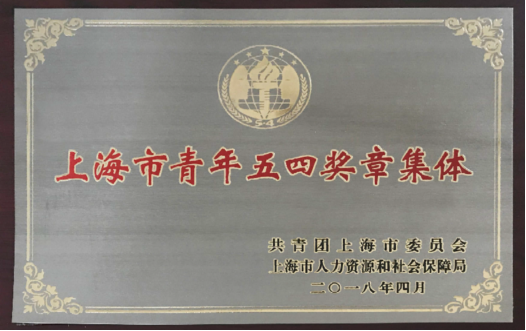 上海市青年五四奖章集体
共青团上海市委员会
上海市人力资源和社会保障局
二〇一八年四月